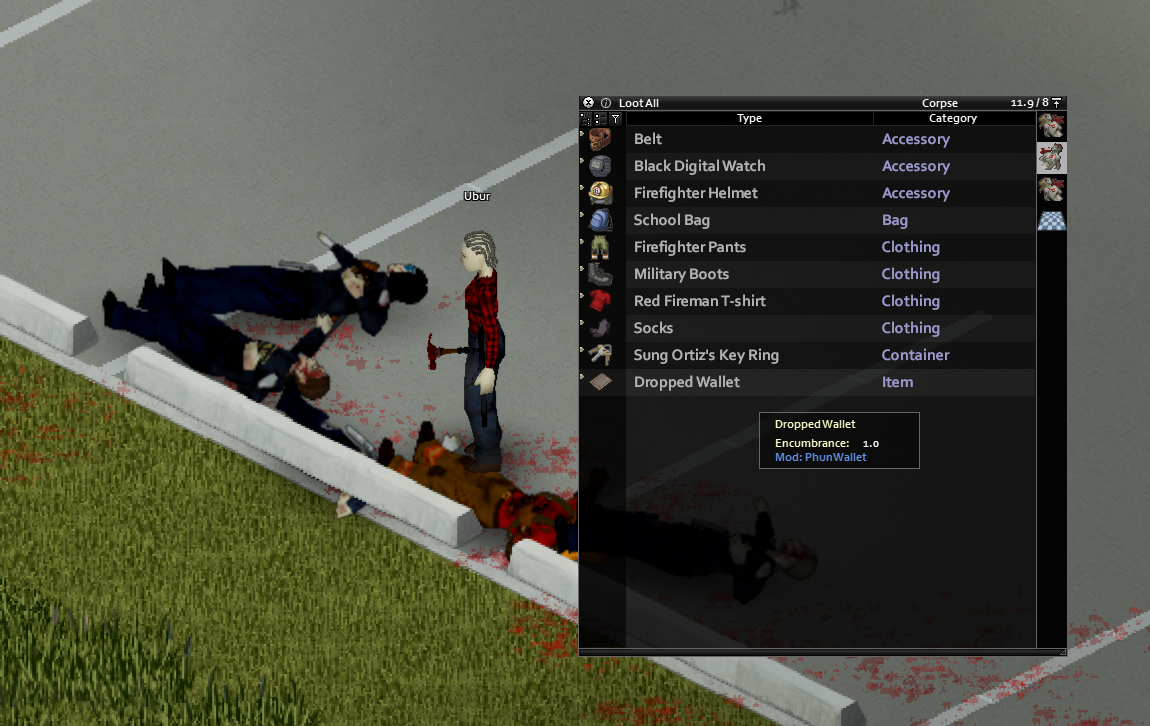 Loot All Corpse 11.9 / 8
Type Category
Belt Accessory
Black Digital Watch Accessory
Firefighter Helmet Accessory
Ubur
School Bag Bag
Firefighter Pants Clothing
Military Boots Clothing
Red Fireman T-shirt Clothing
Socks Clothing
Sung Ortiz's Key Ring Container
Dropped Wallet Item
Dropped Wallet
Encumbrance: 1.0
Mod: PhunWallet